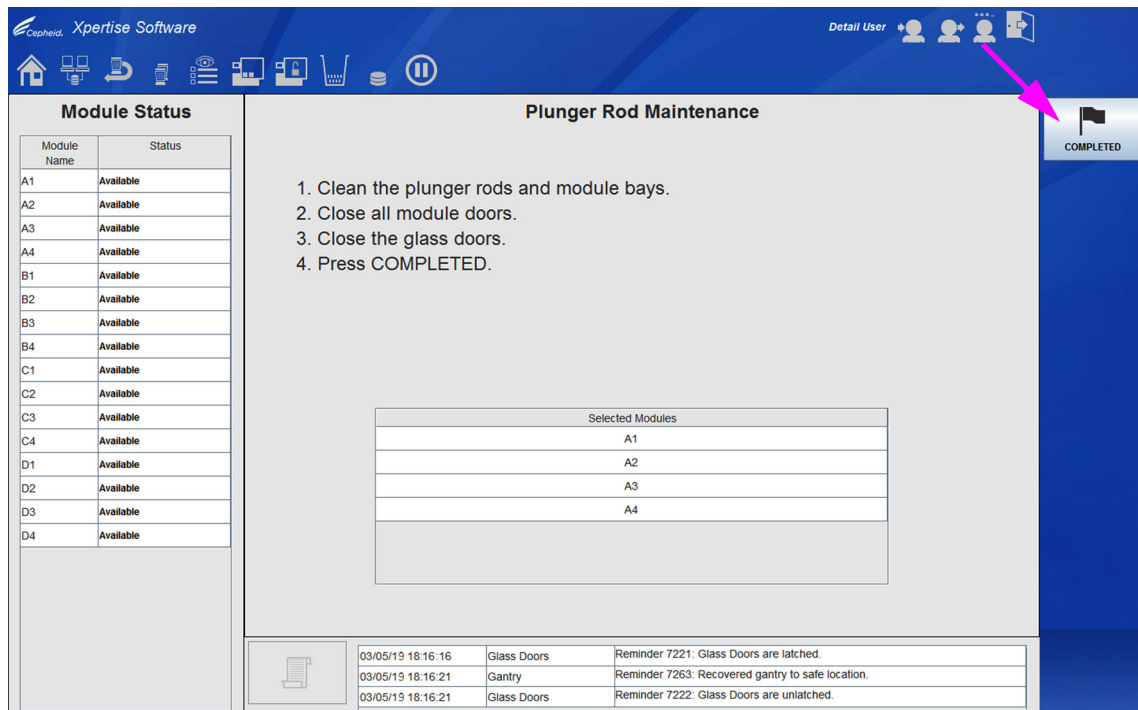 Cepheid. Xpertise Software
Detail User
Module Status
Module Name
Status
A1 Available
A2 Available
A3 Available
A4 Available
B1 Available
B2 Available
B3 Available
B4 Available
C1 Available
C2 Available
C3 Available
C4 Available
D1 Available
D2 Available
D3 Available
D4 Available
Plunger Rod Maintenance
1. Clean the plunger rods and module bays.
2. Close all module doors.
3. Close the glass doors.
4. Press COMPLETED.
Selected Modules
A1
A2
A3
A4
03/05/19 18:16:16 Glass Doors Reminder 7221: Glass Doors are latched.
03/05/19 18:16:21 Gantry Reminder 7263: Recovered gantry to safe location.
03/05/19 18:16:21 Glass Doors Reminder 7222: Glass Doors are unlatched.
COMPLETED